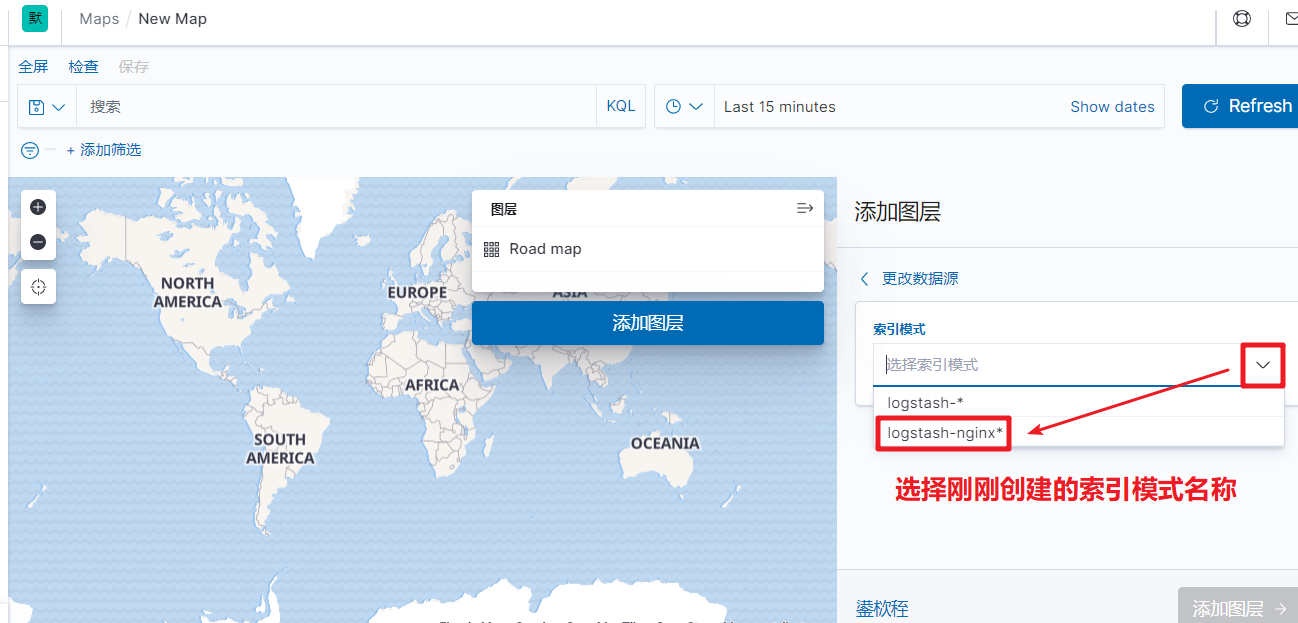 默 Maps / New Map
全屏 检查 保存
搜索 KQL Last 15 minutes Show dates Refresh
+ 添加筛选
图层
Road map
添加图层
NORTH
AMERICA
EUROPE
ASIA
AFRICA
SOUTH
AMERICA
OCEANIA
添加图层
更改数据源
索引模式
选择索引模式
logstash-*
logstash-nginx*
选择刚刚创建的索引模式名称
添加图层